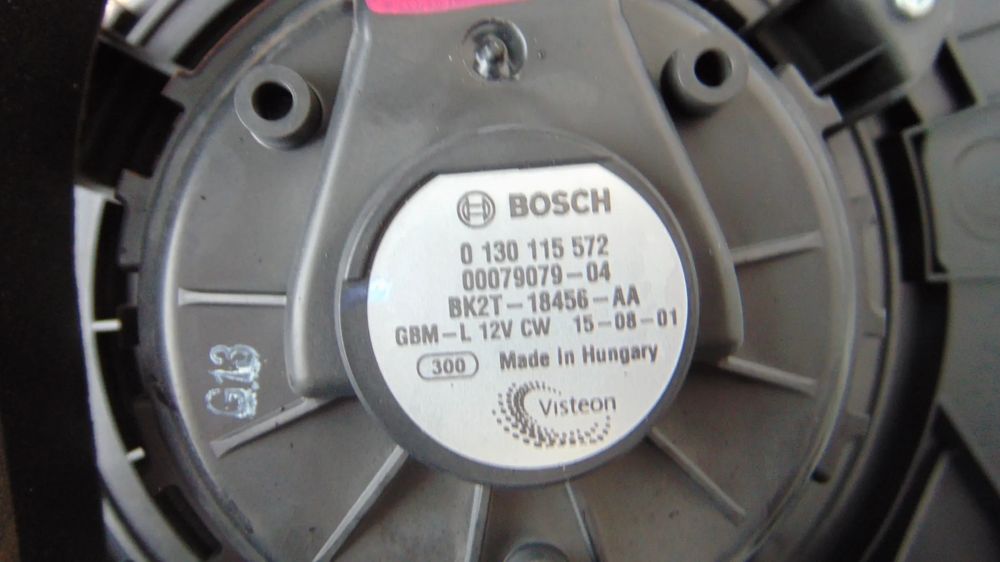 BOSCH
0 130 115 572
00079079-04
BK2T-18456-AA
GBM-L 12V CW 15-08-01
300 Made In Hungary
Visteon
G13